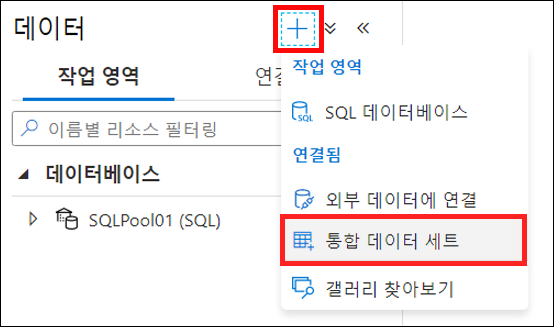 데이터
작업 영역
연결
이름별 리소스 필터링
데이터베이스
SQLPool01 (SQL)
작업 영역
SQL 데이터베이스
연결됨
외부 데이터에 연결
통합 데이터 세트
갤러리 찾아보기